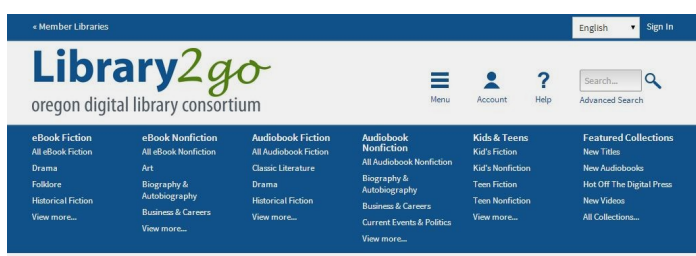 « Member Libraries
English
Sign In
Library2go
oregon digital library consortium
Menu
Account
Help
Search...
Advanced Search
eBook Fiction
All eBook Fiction
Drama
Folklore
Historical Fiction
View more...
eBook Nonfiction
All eBook Nonfiction
Art
Biography &
Autobiography
Business & Careers
View more...
Audiobook Fiction
All Audiobook Fiction
Classic Literature
Drama
Historical Fiction
View more...
Audiobook
Nonfiction
All Audiobook Nonfiction
Biography &
Autobiography
Business & Careers
Current Events & Politics
View more...
Kids & Teens
Kid's Fiction
Kid's Nonfiction
Teen Fiction
Teen Nonfiction
View more...
Featured Collections
New Titles
New Audiobooks
Hot Off The Digital Press
New Videos
All Collections...